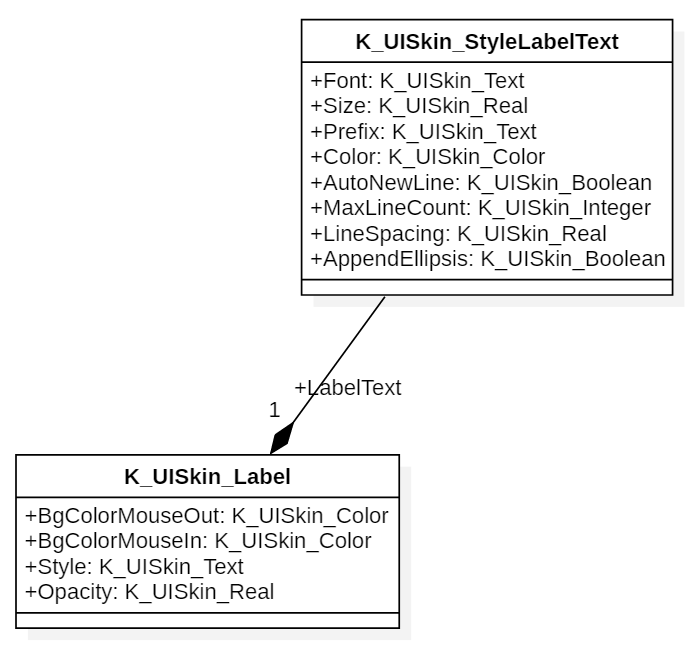 K_UISkin_StyleLabelText
+Font: K_UISkin_Text
+Size: K_UISkin_Real
+Prefix: K_UISkin_Text
+Color: K_UISkin_Color
+AutoNewLine: K_UISkin_Boolean
+MaxLineCount: K_UISkin_Integer
+LineSpacing: K_UISkin_Real
+AppendEllipsis: K_UISkin_Boolean
+LabelText
1
K_UISkin_Label
+BgColorMouseOut: K_UISkin_Color
+BgColorMouseIn: K_UISkin_Color
+Style: K_UISkin_Text
+Opacity: K_UISkin_Real